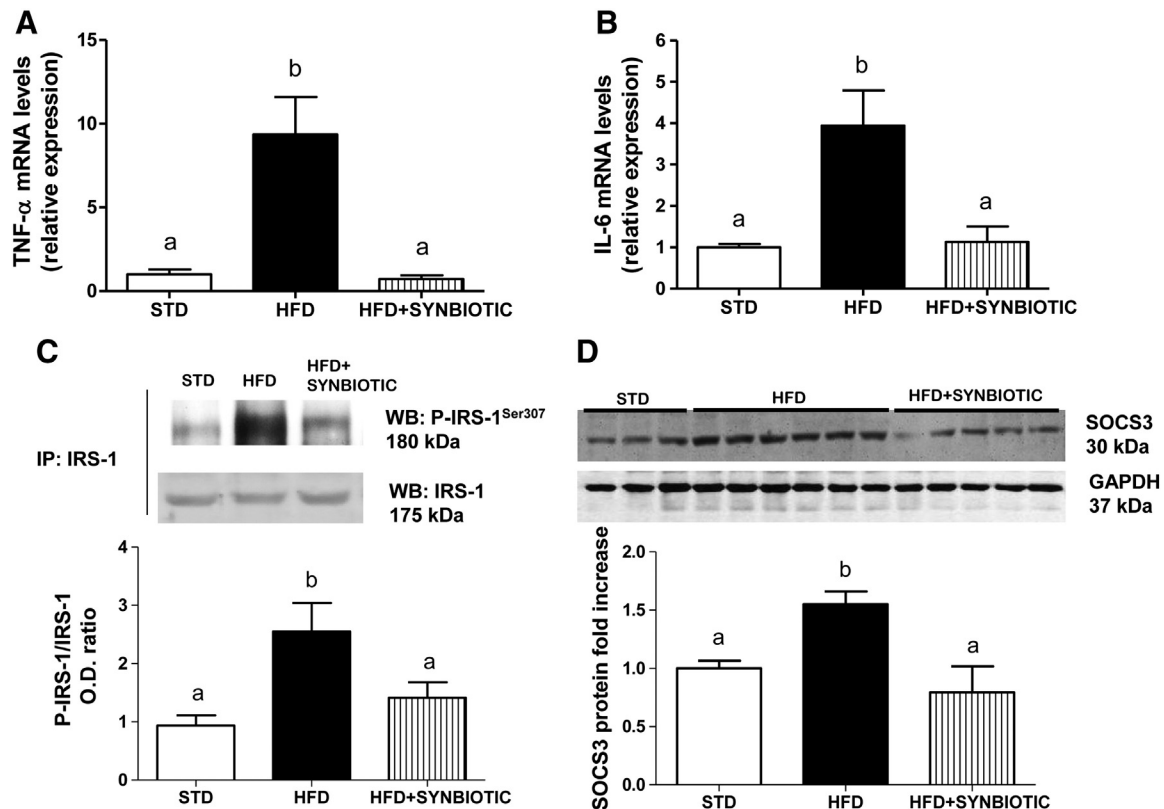 A
TNF-α mRNA levels
(relative expression)
15
10
5
0
a
b
a
STD
HFD
HFD+SYNBIOTIC
B
IL-6 mRNA levels
(relative expression)
6
5
4
3
2
1
0
a
b
a
STD
HFD
HFD+SYNBIOTIC
C
STD
HFD
HFD+
SYNBIOTIC
IP: IRS-1
WB: P-IRS-1Ser307
180 kDa
WB: IRS-1
175 kDa
P-IRS-1/IRS-1
O.D. ratio
4
3
2
1
0
a
b
a
STD
HFD
HFD+SYNBIOTIC
D
STD
HFD
HFD+SYNBIOTIC
SOCS3
30 kDa
GAPDH
37 kDa
SOCS3 protein fold increase
2.0
1.5
1.0
0.5
0.0
a
b
a
STD
HFD
HFD+SYNBIOTIC